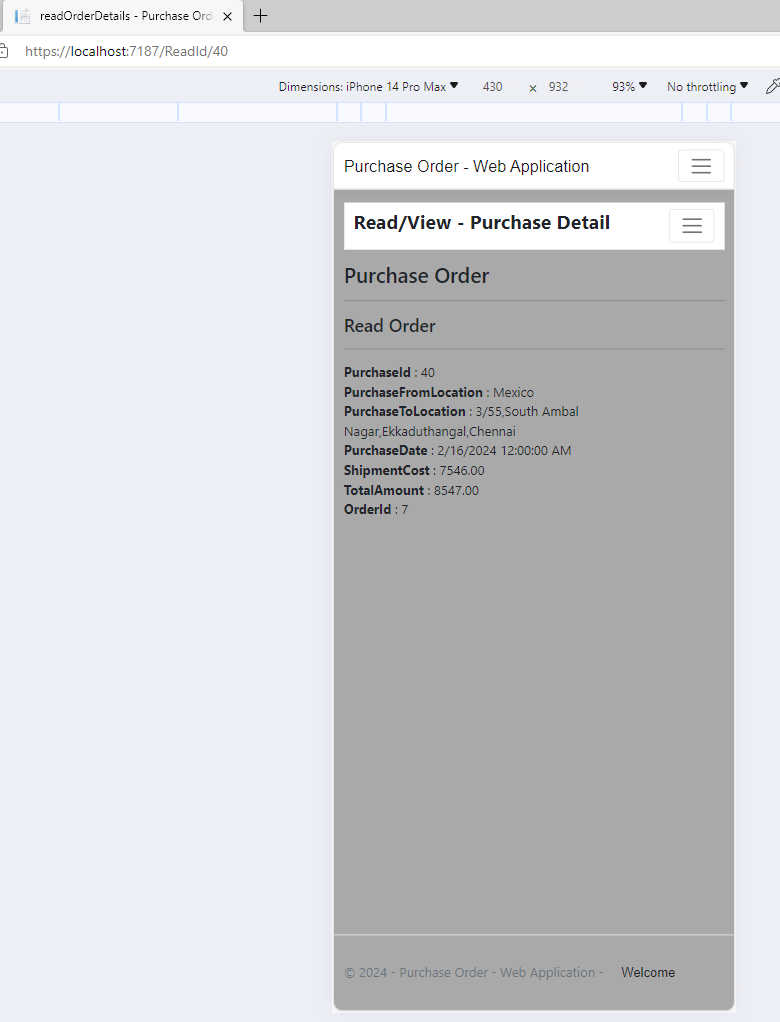 readOrderDetails - Purchase Ord
https://localhost:7187/ReadId/40
Dimensions: iPhone 14 Pro Max 430 × 932 93% No throttling
Purchase Order - Web Application
Read/View - Purchase Detail
Purchase Order
Read Order
PurchaseId : 40
PurchaseFromLocation : Mexico
PurchaseToLocation : 3/55,South Ambal
Nagar,Ekkaduthangal,Chennai
PurchaseDate : 2/16/2024 12:00:00 AM
ShipmentCost : 7546.00
TotalAmount : 8547.00
OrderId : 7
© 2024 - Purchase Order - Web Application - Welcome